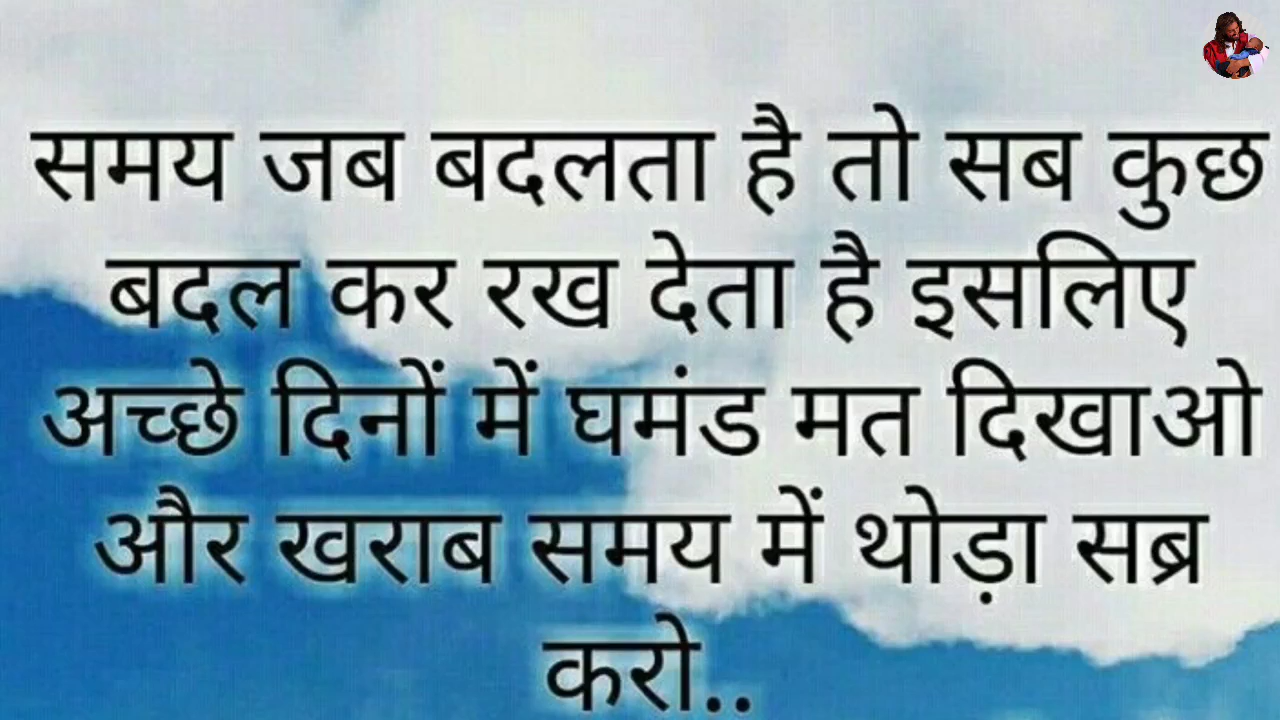 समय जब बदलता है तो सब कुछ
बदल कर रख देता है इसलिए
अच्छे दिनों में घमंड मत दिखाओ
और खराब समय में थोड़ा सब्र
करो..